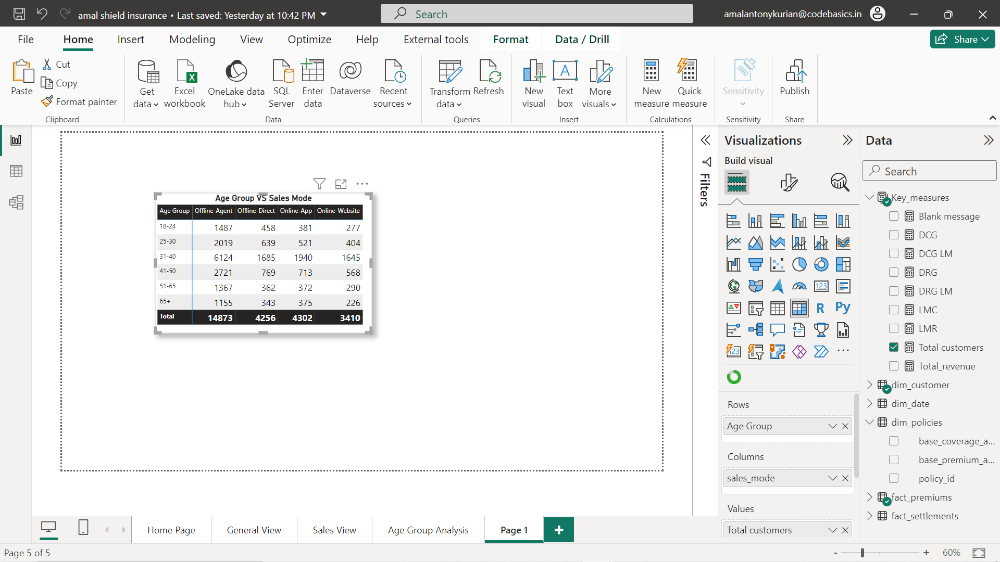 amal shield insurance • Last saved: Yesterday at 10:42 PM
Search
amalantonykurian@codebasics.in
File Home Insert Modeling View Optimize Help External tools Format Data / Drill
Share
Paste
Cut
Copy
Format painter
Clipboard
Get data
Excel workbook
OneLake data hub
SQL Server
Enter data
Dataverse
Recent sources
Data
Transform data
Refresh
Queries
New visual
Text box
A
More visuals
Insert
New measure
Quick measure
Calculations
Sensitivity
Sensitivity
Publish
Share
Age Group VS Sales Mode
Age Group Offline-Agent Offline-Direct Online-App Online-Website
18-24 1487 458 381 277
25-30 2019 639 521 404
31-40 6124 1685 1940 1645
41-50 2721 769 713 568
51-65 1367 362 372 290
65+ 1155 343 375 226
Total 14873 4256 4302 3410
Filters
Visualizations
Build visual
123
R
Py
123
Rows
Age Group
Columns
sales_mode
Values
Total customers
Data
Search
Key_measures
Blank message
DCG
DCG LM
DRG
DRG LM
LMC
LMR
Total customers
Total_revenue
dim_customer
dim_date
dim_policies
base_coverage_a...
base_premium_a...
policy_id
fact_premiums
fact_settlements
Home Page General View Sales View Age Group Analysis Page 1 +
Page 5 of 5
- + 60%